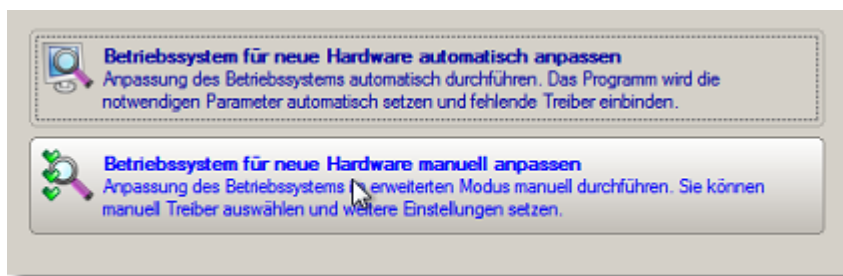 Betriebssystem für neue Hardware automatisch anpassen
Anpassung des Betriebssystems automatisch durchführen. Das Programm wird die
notwendigen Parameter automatisch setzen und fehlende Treiber einbinden.
Betriebssystem für neue Hardware manuell anpassen
Anpassung des Betriebssystems erweiterten Modus manuell durchführen. Sie können
manuell Treiber auswählen und weitere Einstellungen setzen.